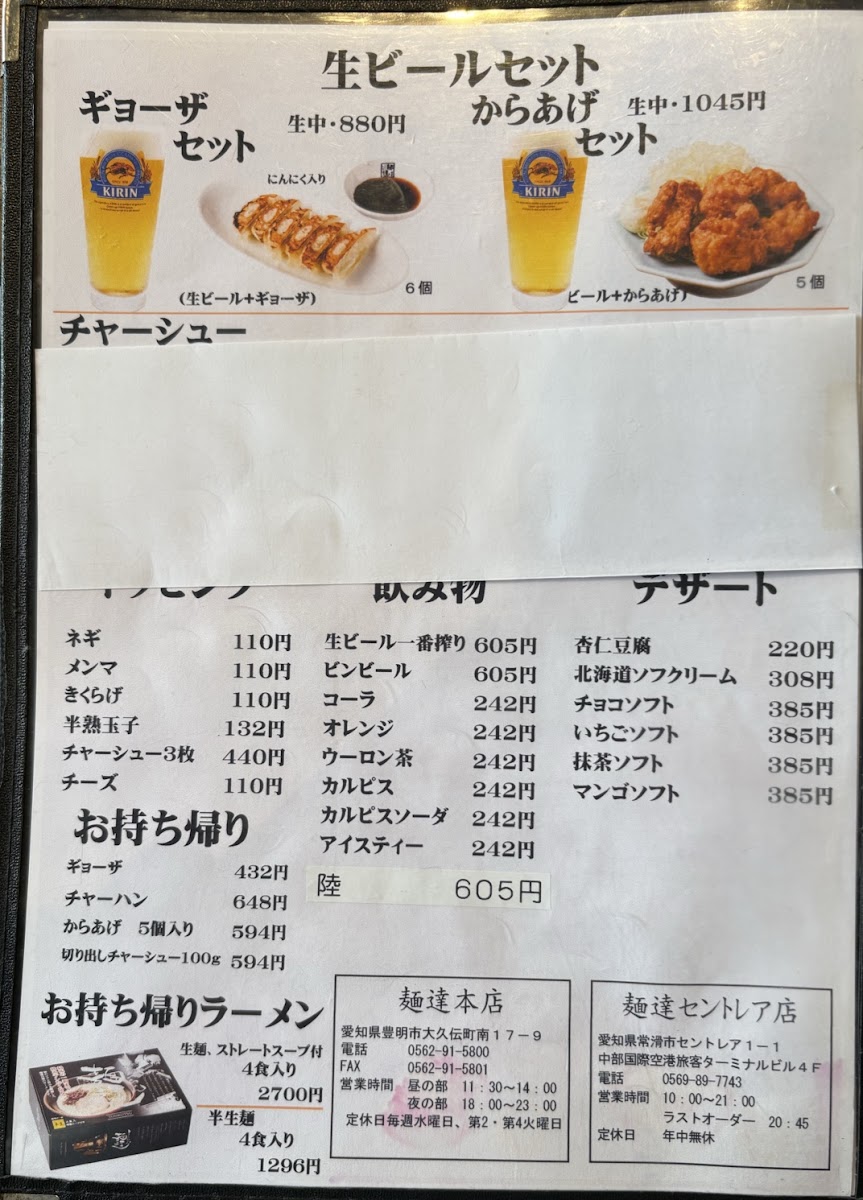 生ビールセット
ギョーザ
セット
生中・880円
からあげ
セット
生中・1045円
KIRIN
にんにく入り
KIRIN
6個
(生ビール+ギョーザ)
5個
ビール+からあげ)
チャーシュー
トッピング
ネギ 110円
メンマ 110円
きくらげ 110円
半熟玉子 132円
チャーシュー3枚 440円
チーズ 110円
飲み物
生ビール一番搾り 605円
ビンビール 605円
コーラ 242円
オレンジ 242円
ウーロン茶 242円
カルピス 242円
カルピスソーダ 242円
アイスティー 242円
陸 605円
デザート
杏仁豆腐 220円
北海道ソフクリーム 308円
チョコソフト 385円
いちごソフト 385円
抹茶ソフト 385円
マンゴソフト 385円
お持ち帰り
ギョーザ 432円
チャーハン 648円
からあげ 5個入り 594円
切り出しチャーシュー100g 594円
お持ち帰りラーメン
生麺、ストレートスープ付
4食入り
2700円
半生麺
4食入り
1296円
麺達本店
愛知県豊明市大久伝町南17-9
電話 0562-91-5800
FAX 0562-91-5801
営業時間 昼の部 11:30～14:00
夜の部 18:00～23:00
定休日毎週水曜日、第2・第4火曜日
麺達セントレア店
愛知県常滑市セントレア1-1
中部国際空港旅客ターミナルビル4F
電話 0569-89-7743
営業時間 10:00～21:00
ラストオーダー 20:45
定休日 年中無休